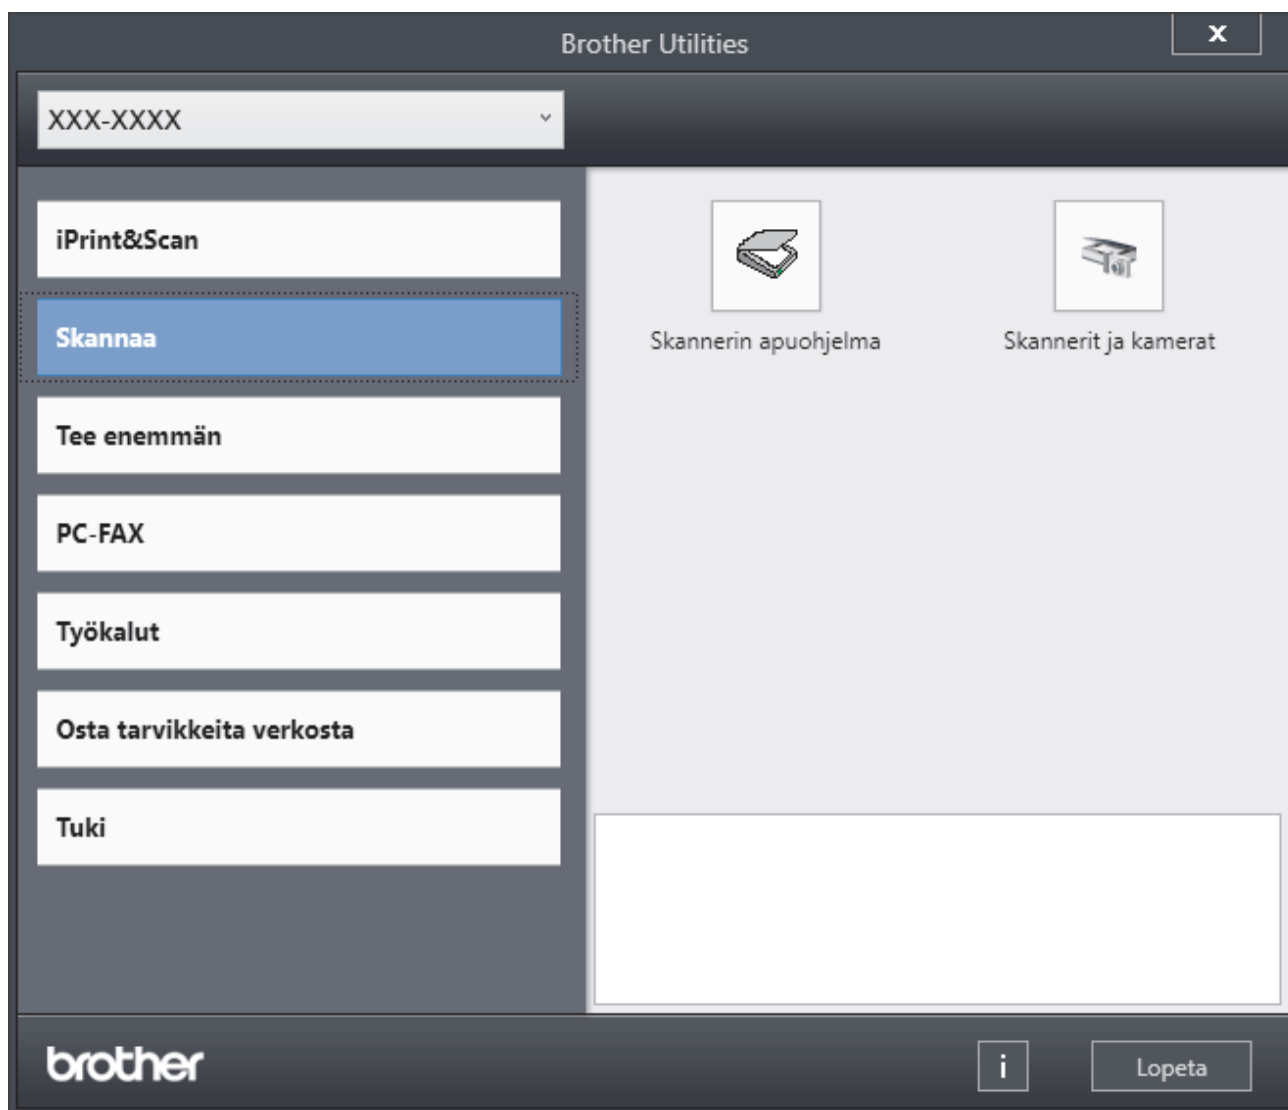 Brother Utilities
x
XXX-XXXX
iPrint&Scan
Skannaa
Tee enemmän
PC-FAX
Työkalut
Osta tarvikkeita verkosta
Tuki
Skannerin apuohjelma
Skannerit ja kamerat
brother
i
Lopeta